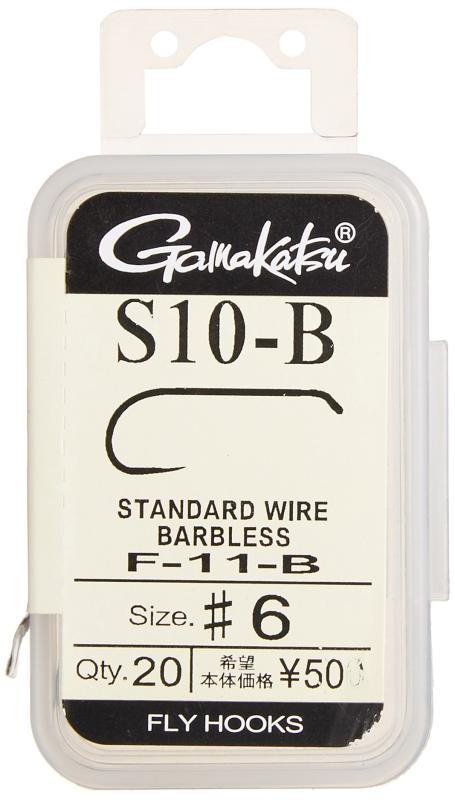 Gamakatsu®
S10-B
STANDARD WIRE
BARBLESS
F-11-B
Size. #6
Qty. 20 希望本体価格 ¥500
FLY HOOKS